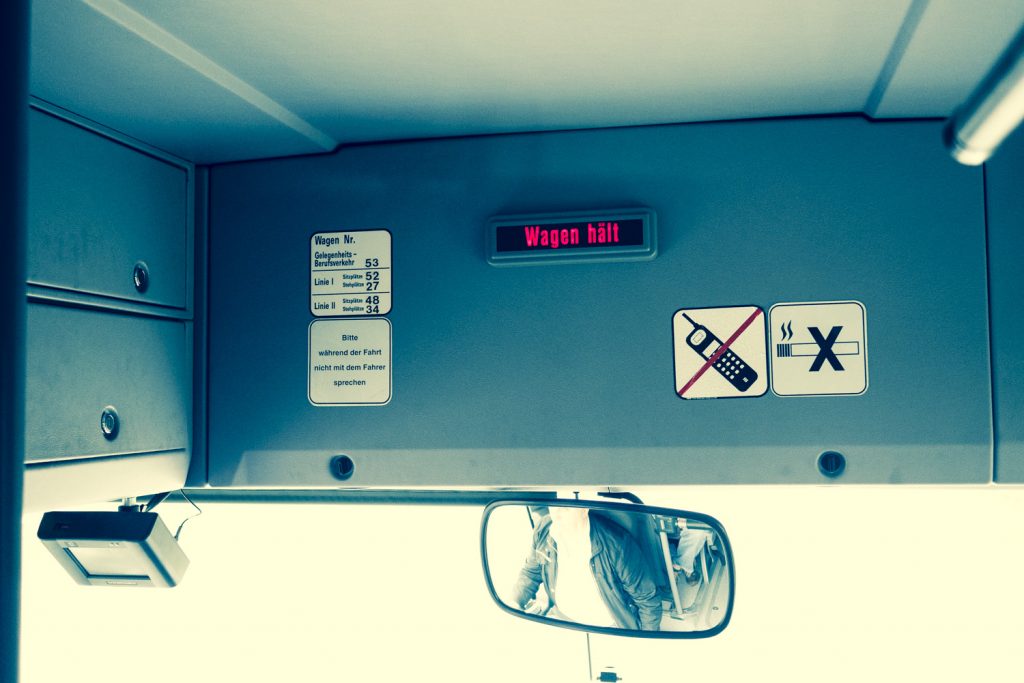 Wagen hält
Wagen Nr.
Gelegenheits-
Berufsverkehr 53
Linie I Sitzplätze 52
Stehplätze 27
Linie II Sitzplätze 48
Stehplätze 34
Bitte
während der Fahrt
nicht mit dem Fahrer
sprechen
X